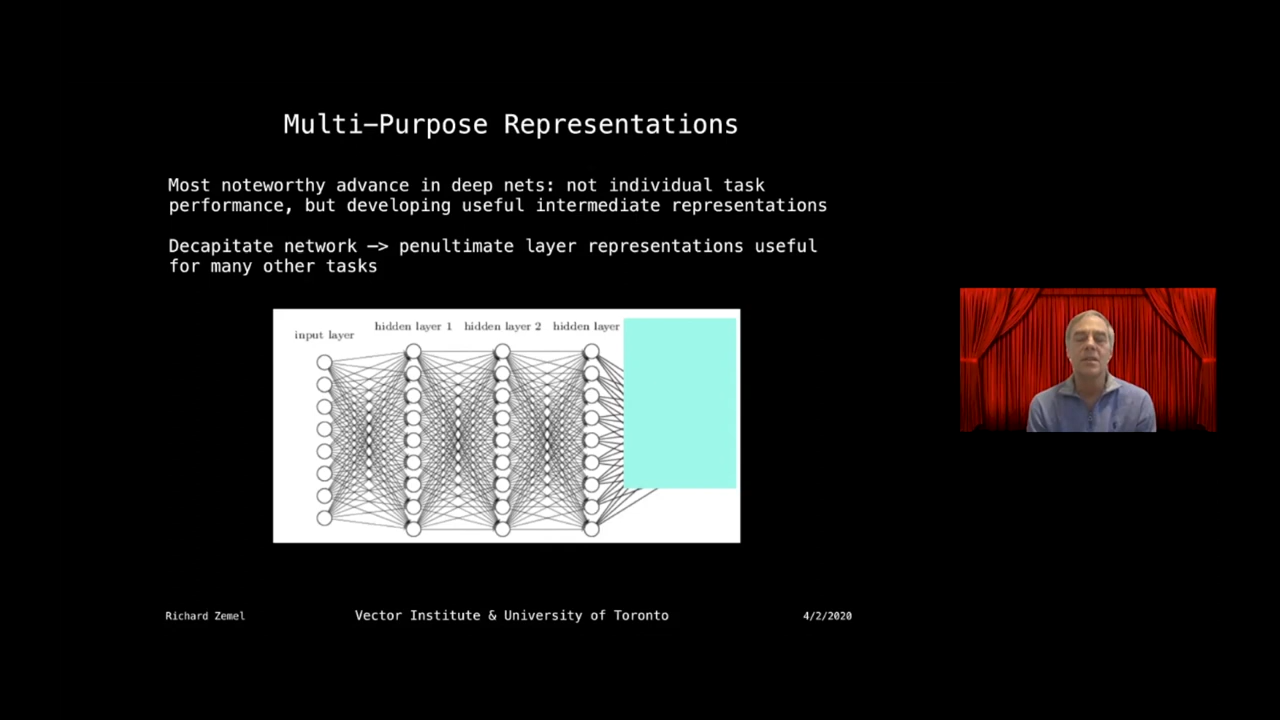 Multi-Purpose Representations
Most noteworthy advance in deep nets: not individual task
performance, but developing useful intermediate representations
Decapitate network —> penultimate layer representations useful
for many other tasks
input layer
hidden layer 1
hidden layer 2
hidden layer
Richard Zemel
Vector Institute & University of Toronto
4/2/2020